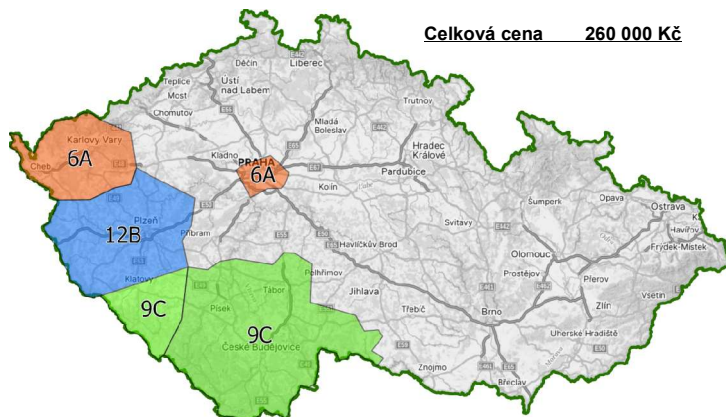 Celková cena 260 000 Kč
Děčín
Liberec
Teplice
Ústí
nad Labem
Most
Chomutov
Trutnov
Mladá
Boleslav
Karlovy Vary
Hradec
Králové
6A
Kladno
PRAHA
Cheb
6A
Pardubice
Kolín
Šumperk
Opava
Ostrava
Plzeň
Svitavy
Havířov
12B
Příbram
Havlíčkův Brod
Olomouc
Frýdek-Místek
Klatovy
Pelhřimov
Prostějov
Přerov
Tábor
Jihlava
Vsetín
9C
Písek
Třebíč
Zlín
9C
Brno
České Budějovice
Uherské Hradiště
Znojmo
Břeclav